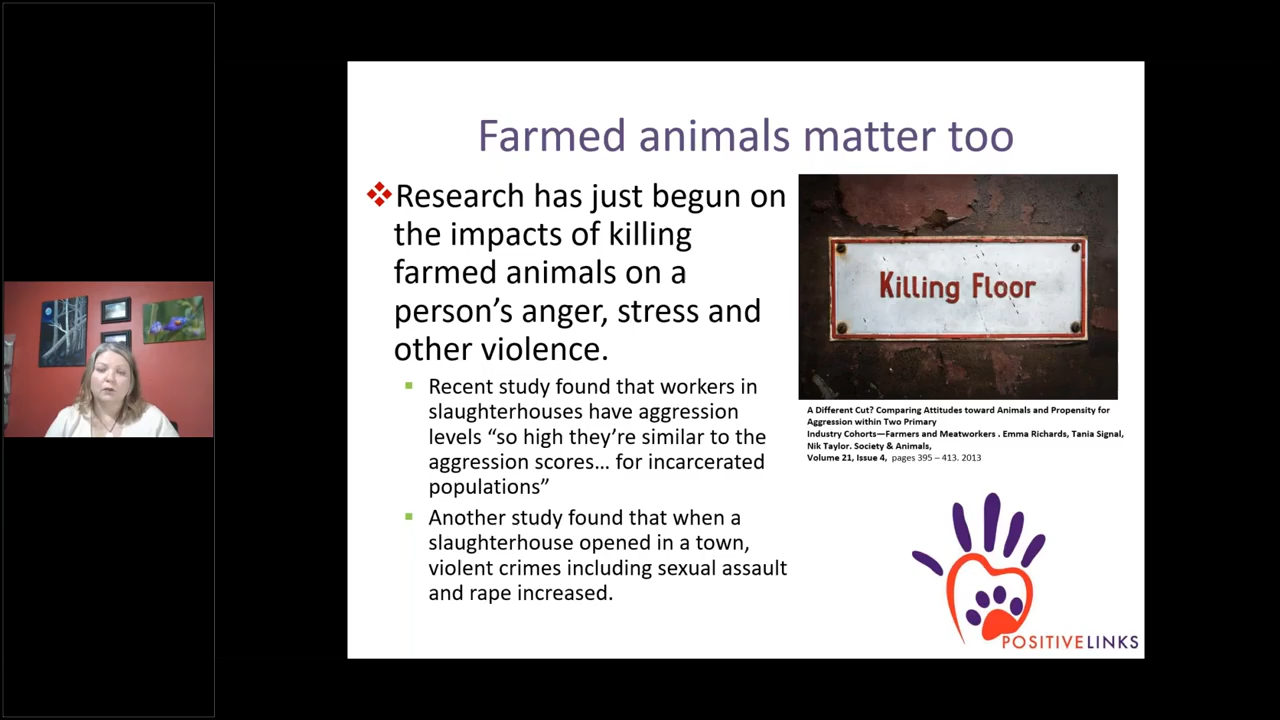 Farmed animals matter too
Research has just begun on
the impacts of killing
farmed animals on a
person's anger, stress and
other violence.
Recent study found that workers in
slaughterhouses have aggression
levels “so high they're similar to the
aggression scores... for incarcerated
populations”
Another study found that when a
slaughterhouse opened in a town,
violent crimes including sexual assault
and rape increased.
Killing Floor
A Different Cut? Comparing Attitudes toward Animals and Propensity for
Aggression within Two Primary
Industry Cohorts—Farmers and Meatworkers . Emma Richards, Tania Signal,
Nik Taylor. Society & Animals,
Volume 21, Issue 4, pages 395 – 413. 2013
POSITIVELINKS